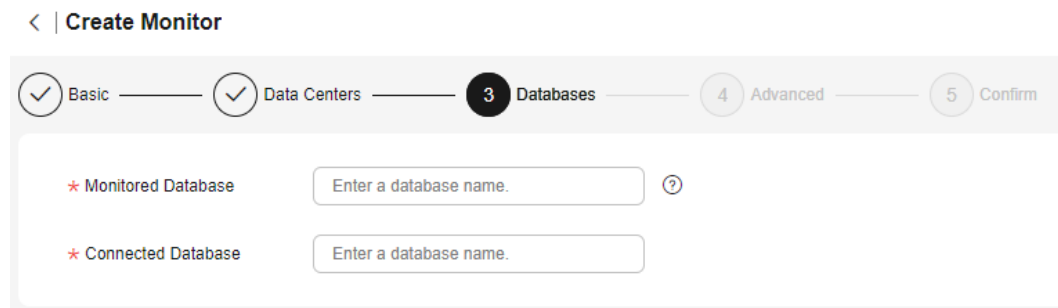 < | Create Monitor
Basic Data Centers 3 Databases 4 Advanced 5 Confirm
* Monitored Database Enter a database name. ?
* Connected Database Enter a database name.